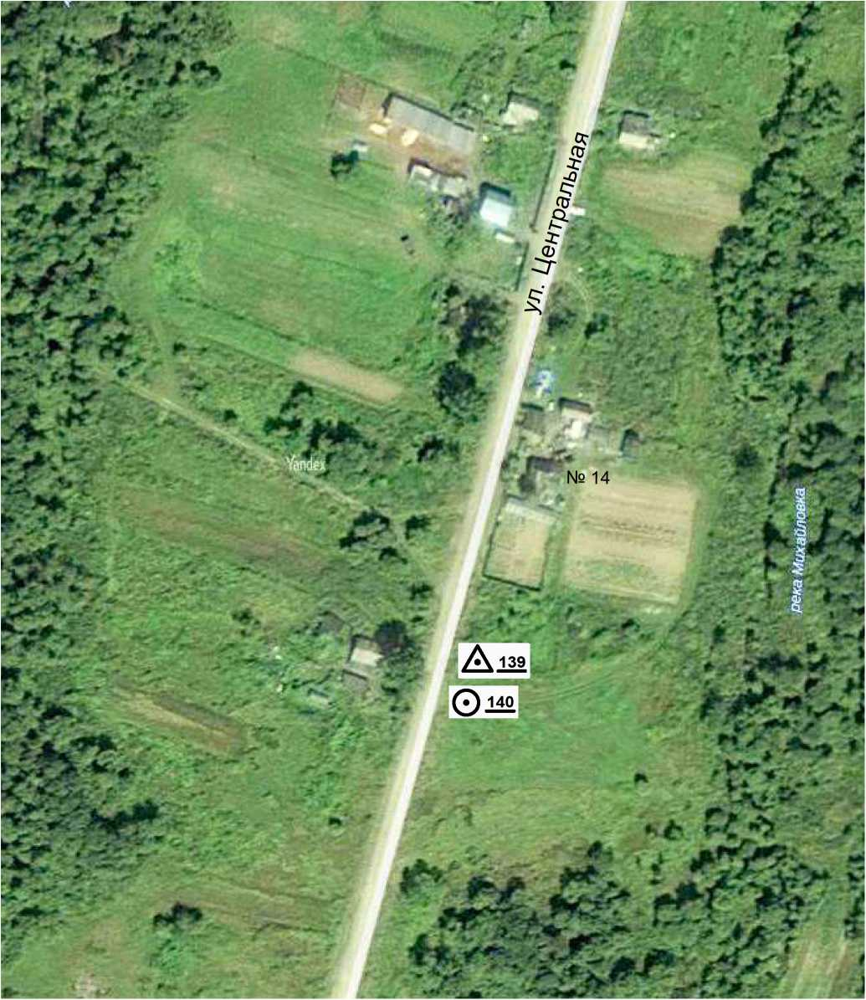 ул. Центральная
Yandex
№ 14
река Михайловка
139
140